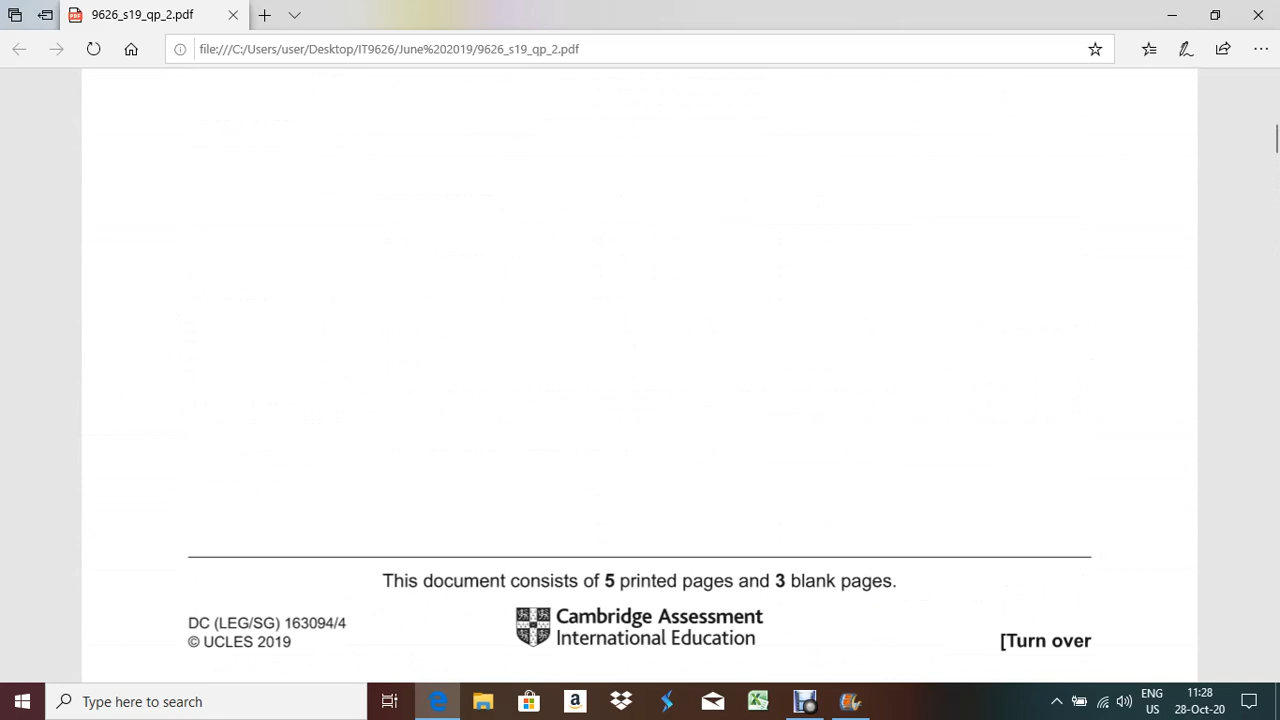 9626_s19_qp_2.pdf
file:///C:/Users/user/Desktop/IT9626/June%202019/9626_s19_qp_2.pdf
This document consists of 5 printed pages and 3 blank pages.
DC (LEG/SG) 163094/4
© UCLES 2019
Cambridge Assessment
International Education
[Turn over
Type here to search
ENG
US
11:28
28-Oct-20